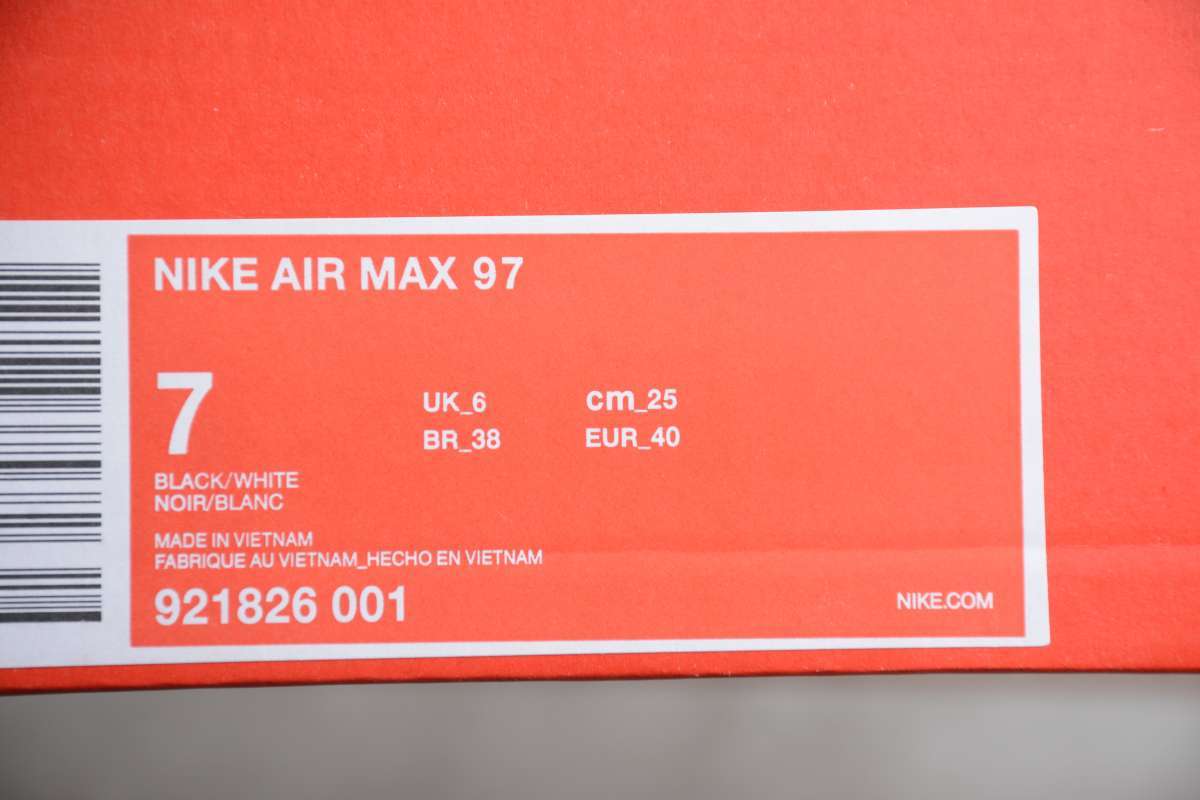 NIKE AIR MAX 97
7
UK_6 cm_25
BR_38 EUR_40
BLACK/WHITE
NOIR/BLANC
MADE IN VIETNAM
FABRIQUE AU VIETNAM_HECHO EN VIETNAM
921826 001
NIKE.COM